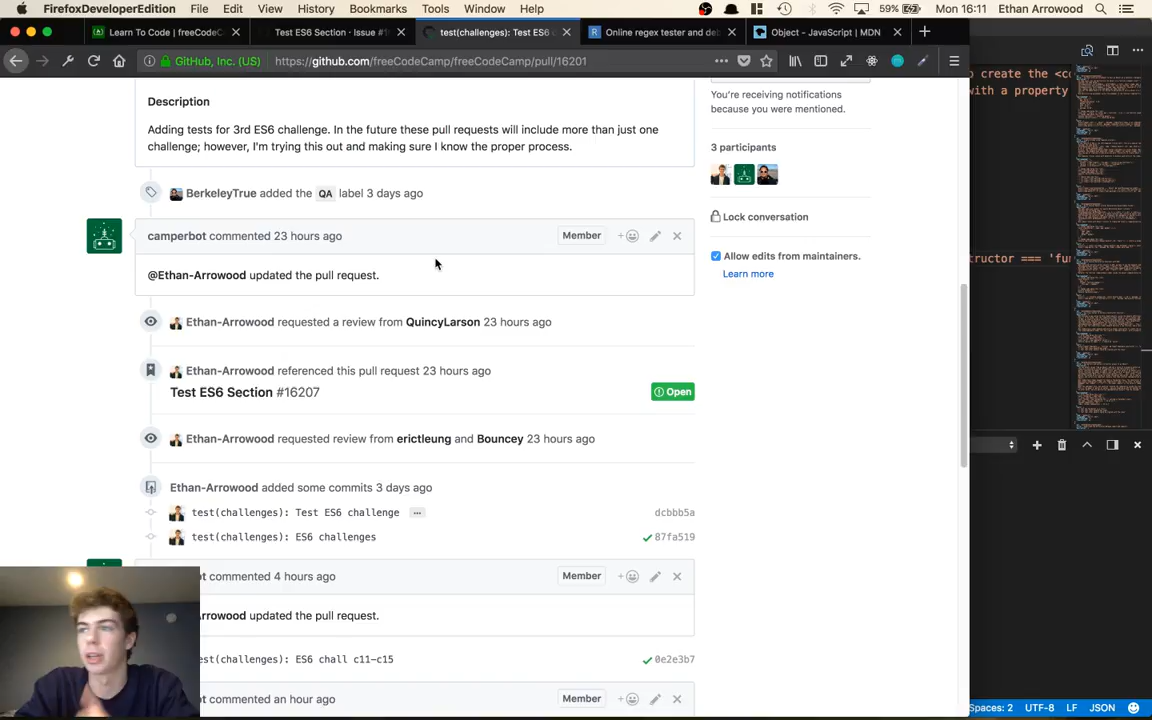 FirefoxDeveloperEdition File Edit View History Bookmarks Tools Window Help 59% Mon 16:11 Ethan Arrowood
Learn To Code | freeCodeCamp × Test ES6 Section · Issue #1 × test(challenges): Test ES6 c × Online regex tester and deb × Object - JavaScript | MDN ×
GitHub, Inc. (US) https://github.com/freeCodeCamp/freeCodeCamp/pull/16201
o create the <c
with a property
Description
You're receiving notifications
because you were mentioned.
Adding tests for 3rd ES6 challenge. In the future these pull requests will include more than just one
challenge; however, I'm trying this out and making sure I know the proper process.
3 participants
BerkeleyTrue added the QA label 3 days ago
Lock conversation
camperbot commented 23 hours ago Member
Allow edits from maintainers.
Learn more
tructor === 'fu
@Ethan-Arrowood updated the pull request.
Ethan-Arrowood requested a review from QuincyLarson 23 hours ago
Ethan-Arrowood referenced this pull request 23 hours ago
Test ES6 Section #16207 Open
Ethan-Arrowood requested review from erictleung and Bouncey 23 hours ago
Ethan-Arrowood added some commits 3 days ago
test(challenges): Test ES6 challenge ... dcbbb5a
test(challenges): ES6 challenges 87fa519
ot commented 4 hours ago Member
rrowood updated the pull request.
est(challenges): ES6 chall c11-c15 0e2e3b7
ot commented an hour ago Member
Spaces: 2 UTF-8 LF JSON